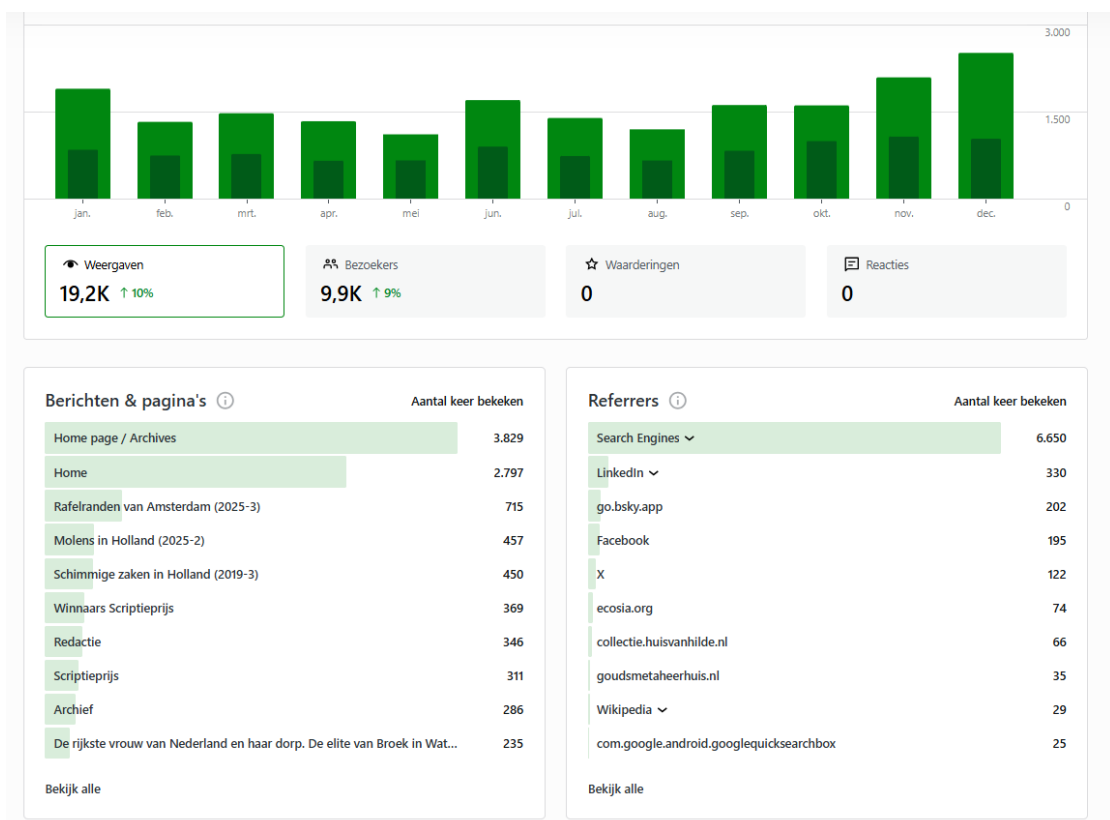 3.000
1.500
0
jan. feb. mrt. apr. mei jun. jul. aug. sep. okt. nov. dec.
Weergaven
19,2K ↑ 10%
Bezoekers
9,9K ↑ 9%
Waarderingen
0
Reacties
0
Berichten & pagina's Aantal keer bekeken
Home page / Archives 3.829
Home 2.797
Rafelranden van Amsterdam (2025-3) 715
Molens in Holland (2025-2) 457
Schimmige zaken in Holland (2019-3) 450
Winnaars Scriptieprijs 369
Redactie 346
Scriptieprijs 311
Archief 286
De rijkste vrouw van Nederland en haar dorp. De elite van Broek in Wat... 235
Bekijk alle
Referrers Aantal keer bekeken
Search Engines 6.650
LinkedIn 330
go.bsky.app 202
Facebook 195
X 122
ecosia.org 74
collectie.huisvanhilde.nl 66
goudsmetaheerhuis.nl 35
Wikipedia 29
com.google.android.googlequicksearchbox 25
Bekijk alle